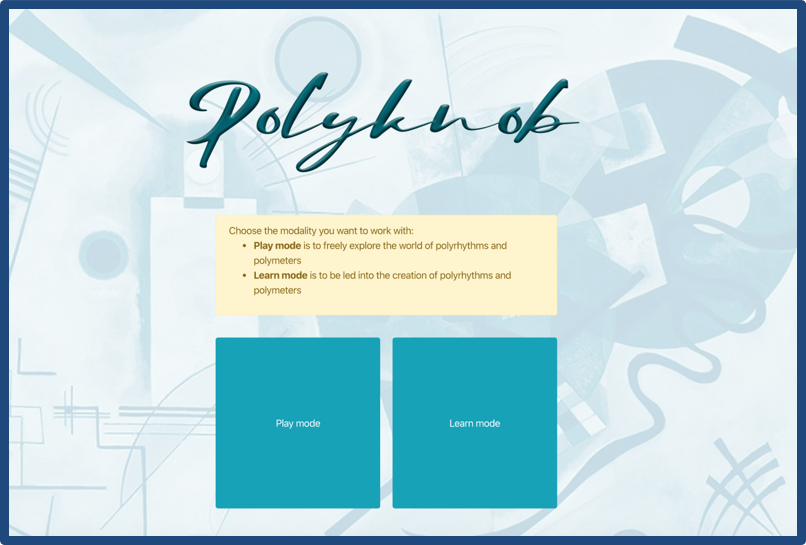 Polyknob
Choose the modality you want to work with:
• Play mode is to freely explore the world of polyrhythms and
polymeters
• Learn mode is to be led into the creation of polyrhythms and
polymeters
Play mode
Learn mode